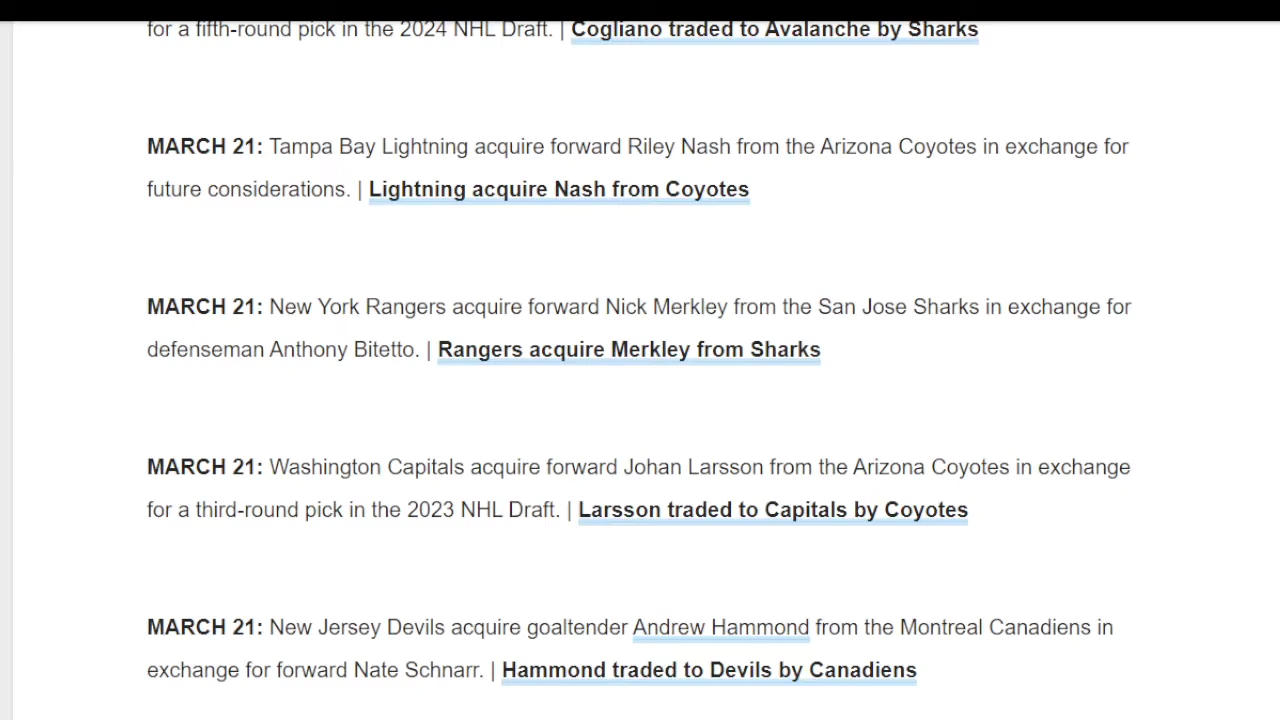 for a fifth-round pick in the 2024 NHL Draft. | Cogliano traded to Avalanche by Sharks
MARCH 21: Tampa Bay Lightning acquire forward Riley Nash from the Arizona Coyotes in exchange for
future considerations. | Lightning acquire Nash from Coyotes
MARCH 21: New York Rangers acquire forward Nick Merkley from the San Jose Sharks in exchange for
defenseman Anthony Bitetto. | Rangers acquire Merkley from Sharks
MARCH 21: Washington Capitals acquire forward Johan Larsson from the Arizona Coyotes in exchange
for a third-round pick in the 2023 NHL Draft. | Larsson traded to Capitals by Coyotes
MARCH 21: New Jersey Devils acquire goaltender Andrew Hammond from the Montreal Canadiens in
exchange for forward Nate Schnarr. | Hammond traded to Devils by Canadiens